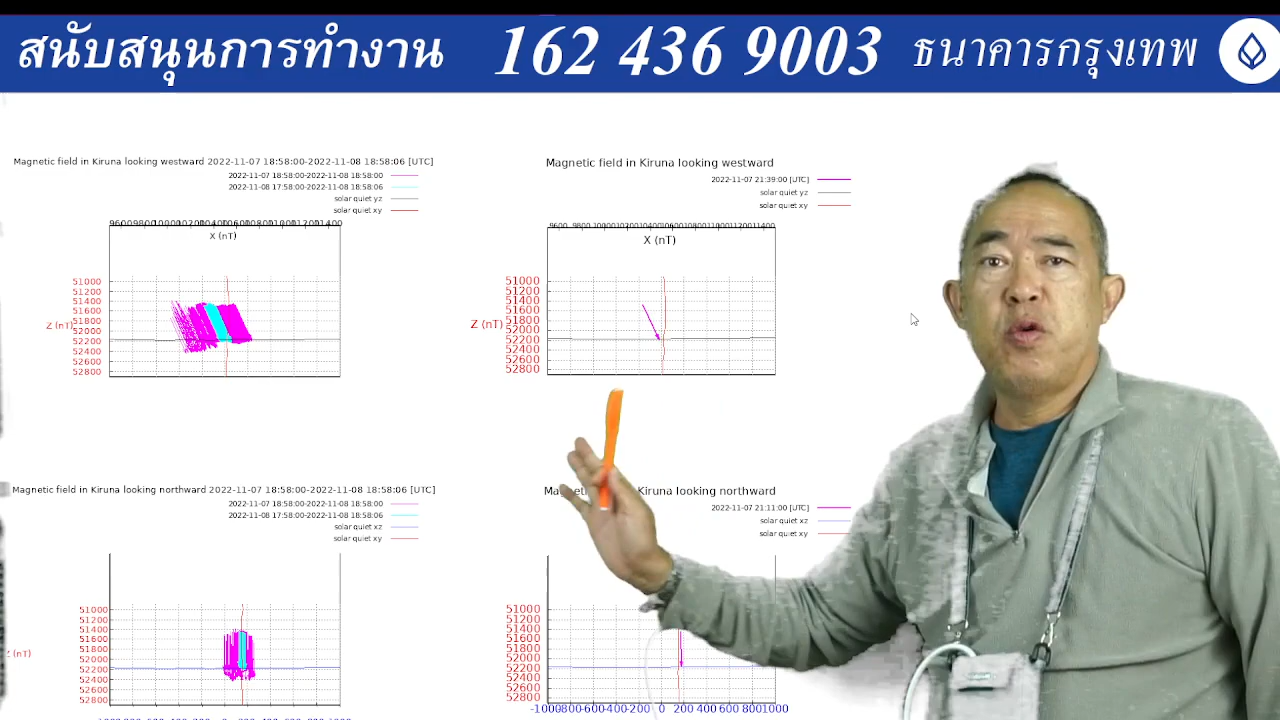 สนับสนุนการทำงาน 162 436 9003 ธนาคารกรุงเทพ
Magnetic field in Kiruna looking westward 2022-11-07 18:58:00-2022-11-08 18:58:06 [UTC]
2022-11-07 18:58:00-2022-11-08 18:58:00
2022-11-08 17:58:00-2022-11-08 18:58:06
solar quiet yz
solar quiet xy
X (nT)
51000
51400
51600
51800
Z (nT)
52000
52200
52400
52600
52800
Magnetic field in Kiruna looking westward
2022-11-07 21:39:00 [UTC]
solar quiet yz
solar quiet xy
X (nT)
51000
51400
51600
51800
Z (nT)
52000
52200
52400
52600
52800
Magnetic field in Kiruna looking northward 2022-11-07 18:58:00-2022-11-08 18:58:06 [UTC]
2022-11-07 18:58:00-2022-11-08 18:58:00
2022-11-08 17:58:00-2022-11-08 18:58:06
solar quiet xz
solar quiet xy
51000
51200
51400
51600
51800
52000
52200
52400
52600
52800
(nT)
Kiruna looking northward
2022-11-07 21:11:00 [UTC]
solar quiet xz
solar quiet xy
51000
51200
51400
51600
51800
52000
52200
52400
52600
52800
-1000-800-600-400-200 0 200 400 600 800 1000